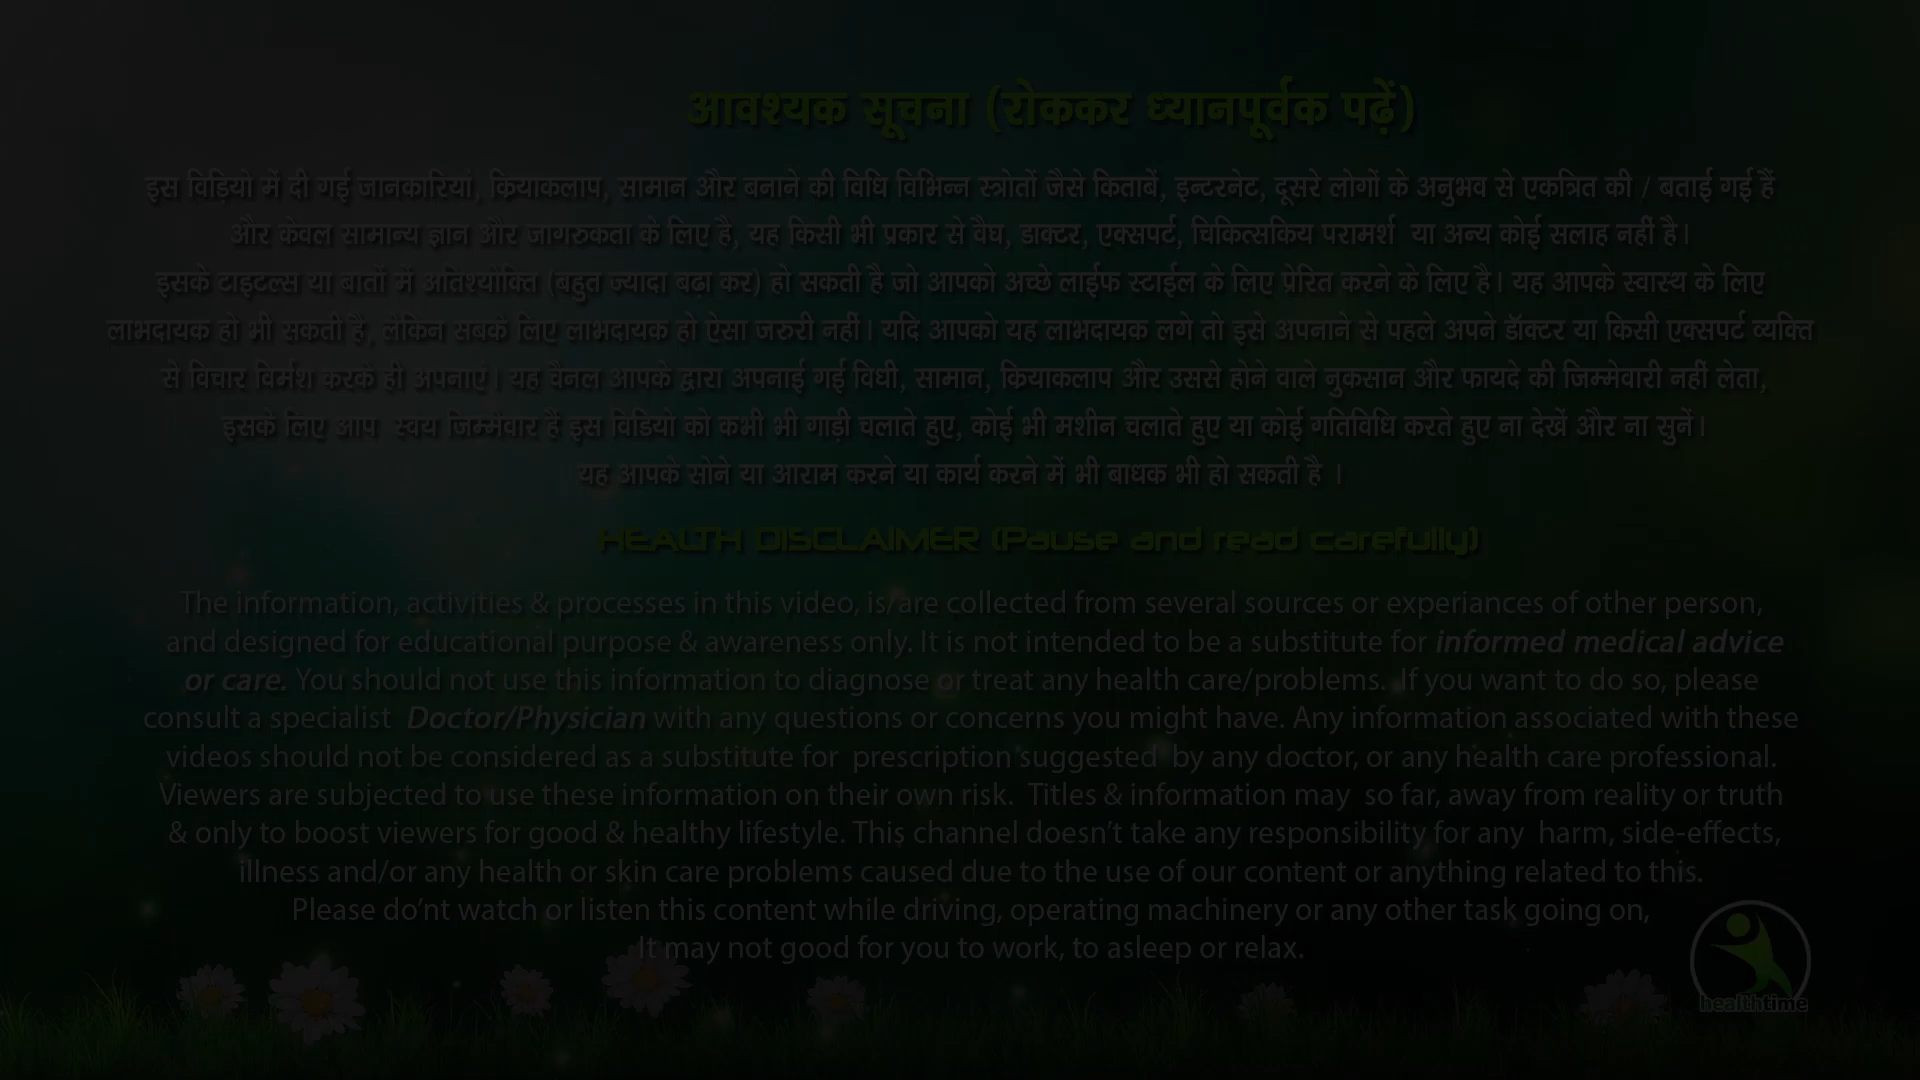 आवश्यक सूचना (रोककर ध्यानपूर्वक पढ़ें)
इस विडियो में दी गई जानकारियां, क्रियाकलाप, सामान और बनाने की विधि विभिन्न स्त्रोतों जैसे किताबें, इन्टरनेट, दूसरे लोगों के अनुभव से एकत्रित की / बताई गई हैं
और केवल सामान्य ज्ञान और जागरुकता के लिए है, यह किसी भी प्रकार से वैघ, डाक्टर, एक्सपर्ट, चिकित्सकिय परामर्श या अन्य कोई सलाह नहीं है।
इसके टाइटल्स या बातों में अतिश्योक्ति (बहुत ज्यादा बढ़ा कर) हो सकती है जो आपको अच्छे लाईफ स्टाईल के लिए प्रेरित करने के लिए है। यह आपके स्वास्थ के लिए
लाभदायक हो भी सकती है, लेकिन सबके लिए लाभदायक हो ऐसा जरुरी नहीं। यदि आपको यह लाभदायक लगे तो इसे अपनाने से पहले अपने डॉक्टर या किसी एक्सपर्ट व्यक्ति
से विचार विर्मश करके ही अपनाएं। यह चैनल आपके द्वारा अपनाई गई विधी, सामान, क्रियाकलाप और उससे होने वाले नुकसान और फायदे की जिम्मेवारी नहीं लेता,
इसके लिए आप स्वंय जिम्मेवार हैं इस विडियो को कभी भी गाड़ी चलाते हुए, कोई भी मशीन चलाते हुए या कोई गतिविधि करते हुए ना देखें और ना सुनें।
यह आपके सोने या आराम करने या कार्य करने में भी बाधक भी हो सकती है ।
HEALTH DISCLAIMER (Pause and read carefully)
The information, activities & processes in this video, is/are collected from several sources or experiances of other person,
and designed for educational purpose & awareness only. It is not intended to be a substitute for informed medical advice
or care. You should not use this information to diagnose or treat any health care/problems. If you want to do so, please
consult a specialist Doctor/Physician with any questions or concerns you might have. Any information associated with these
videos should not be considered as a substitute for prescription suggested by any doctor, or any health care professional.
Viewers are subjected to use these information on their own risk. Titles & information may so far, away from reality or truth
& only to boost viewers for good & healthy lifestyle. This channel doesn't take any responsibility for any harm, side-effects,
illness and/or any health or skin care problems caused due to the use of our content or anything related to this.
Please do'nt watch or listen this content while driving, operating machinery or any other task going on,
It may not good for you to work, to asleep or relax.
healthtime